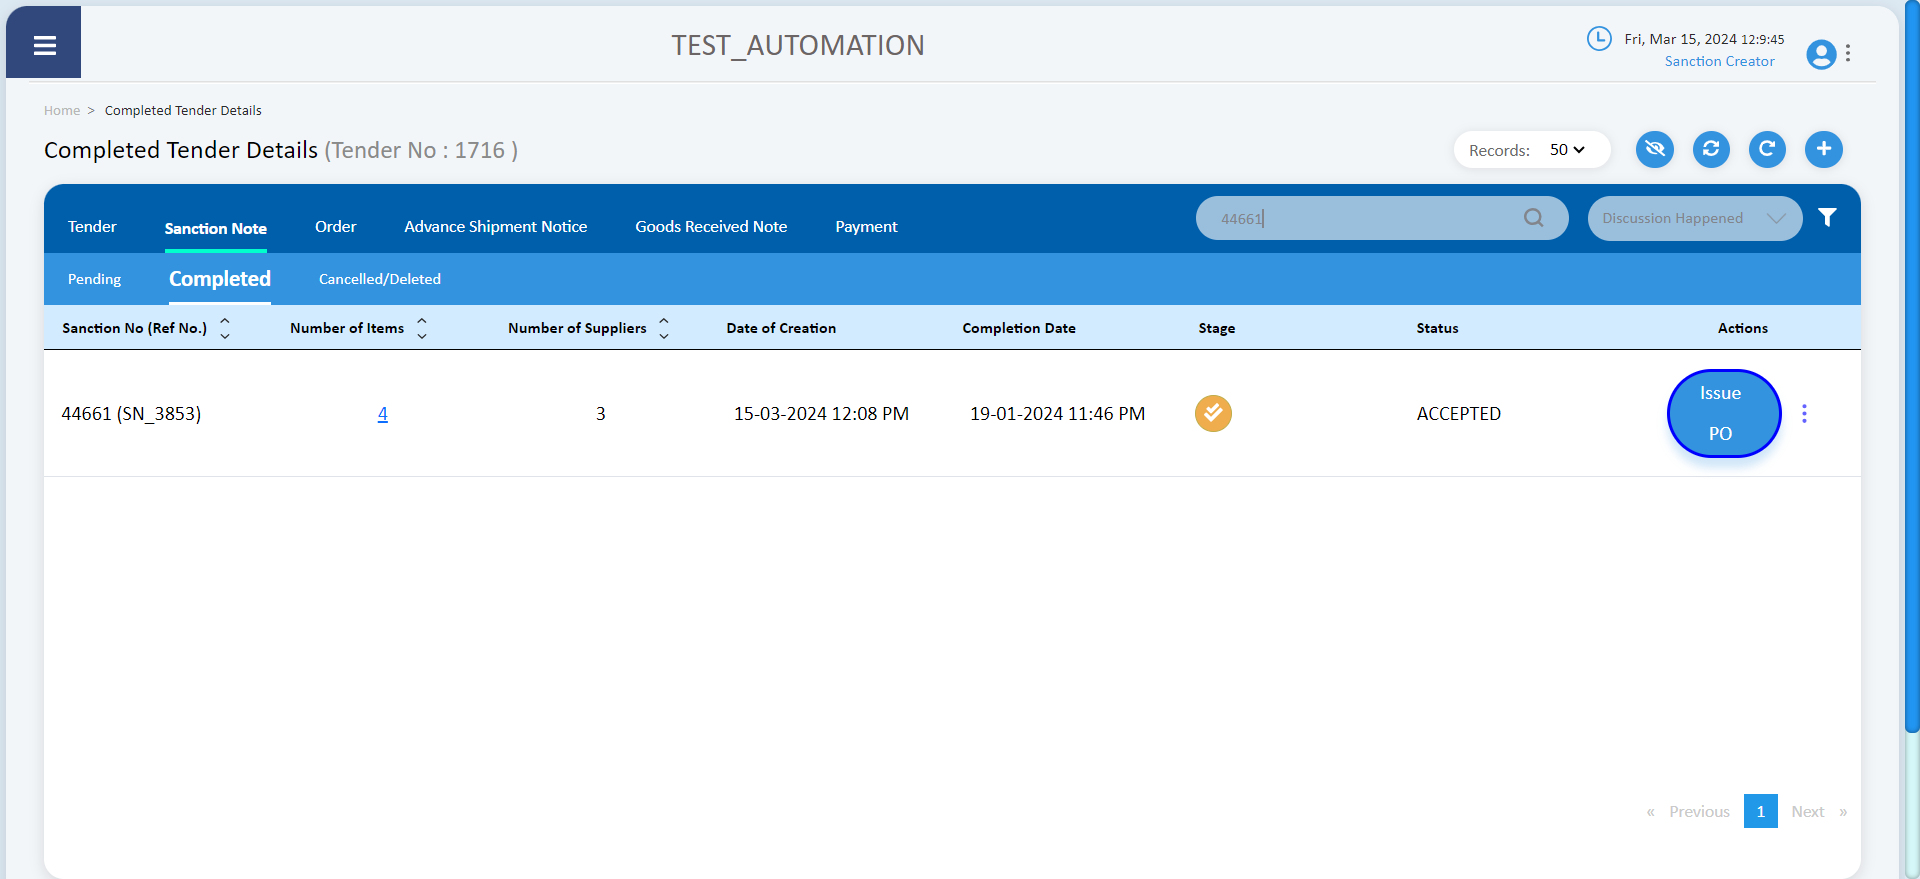 TEST_AUTOMATION
Fri, Mar 15, 2024 12:9:45
Sanction Creator
Home > Completed Tender Details
Completed Tender Details (Tender No : 1716 )
Records: 50
Tender Sanction Note Order Advance Shipment Notice Goods Received Note Payment 44661 Discussion Happened
Pending Completed Cancelled/Deleted
Sanction No (Ref No.) Number of Items Number of Suppliers Date of Creation Completion Date Stage Status Actions
44661 (SN_3853) 4 3 15-03-2024 12:08 PM 19-01-2024 11:46 PM ACCEPTED Issue
PO
« Previous 1 Next »